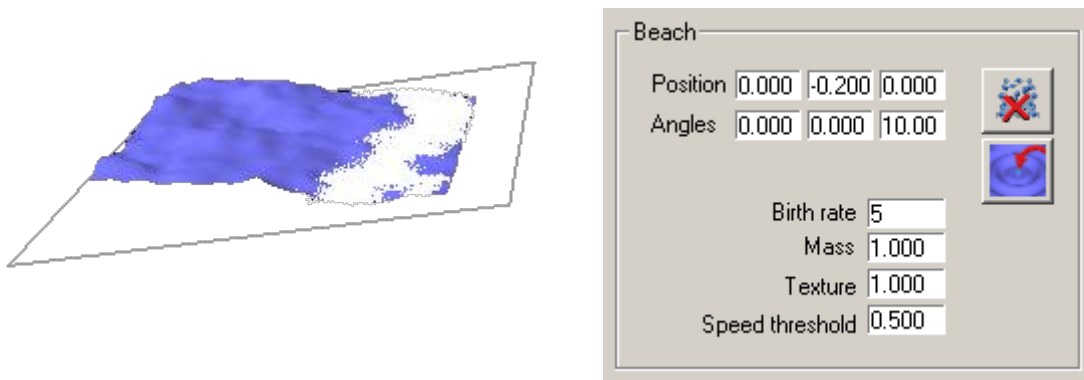 Beach
Position 0.000 -0.200 0.000
Angles 0.000 0.000 10.00
Birth rate 5
Mass 1.000
Texture 1.000
Speed threshold 0.500